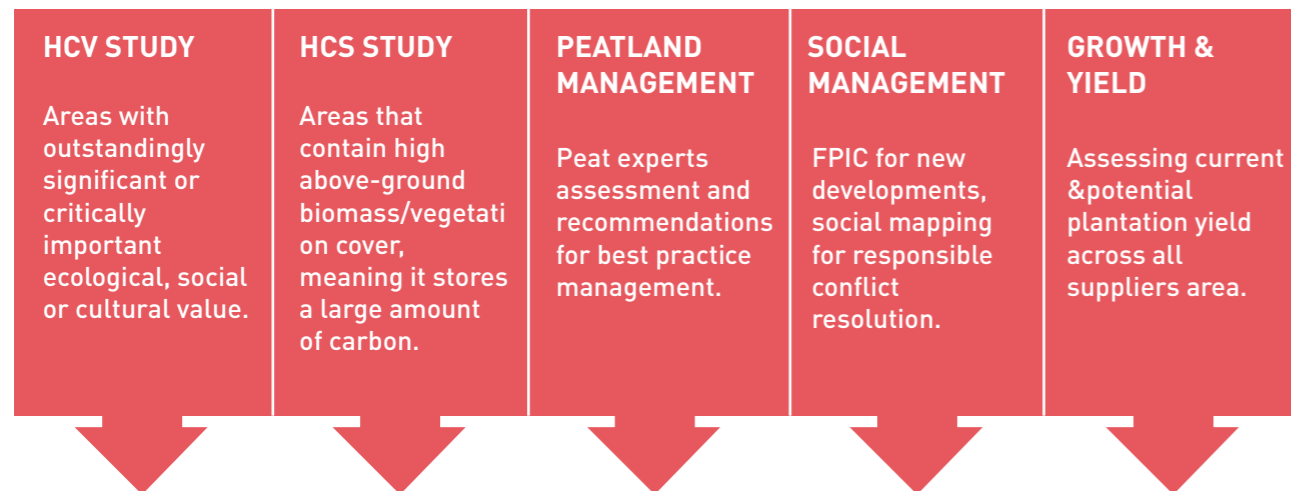 HCV STUDY
Areas with
outstandingly
significant or
critically
important
ecological, social
or cultural value.
HCS STUDY
Areas that
contain high
above-ground
biomass/vegetati
on cover,
meaning it stores
a large amount
of carbon.
PEATLAND
MANAGEMENT
Peat experts
assessment and
recommendations
for best practice
management.
SOCIAL
MANAGEMENT
FPIC for new
developments,
social mapping
for responsible
conflict
resolution.
GROWTH &
YIELD
Assessing current
&potential
plantation yield
across all
suppliers area.